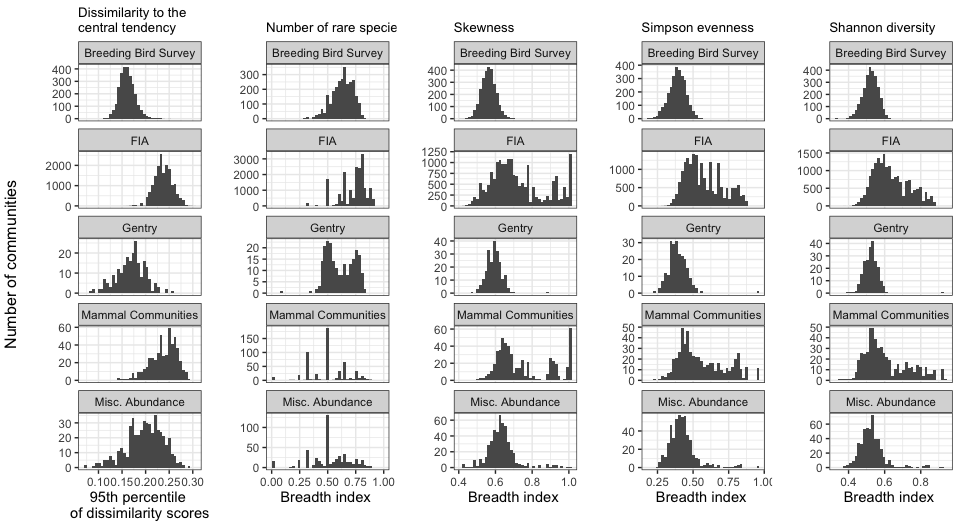 Dissimilarity to the
central tendency
Number of rare specie
Skewness
Simpson evenness
Shannon diversity
Number of communities
Breeding Bird Survey
Breeding Bird Survey
Breeding Bird Survey
Breeding Bird Survey
Breeding Bird Survey
400
300
200
100
0
300
200
100
0
400
300
200
100
0
400
300
200
100
0
400
300
200
100
0
FIA
FIA
FIA
FIA
FIA
2000
1000
0
3000
2000
1000
0
1250
1000
750
500
250
0
1000
500
0
1500
1000
500
0
Gentry
Gentry
Gentry
Gentry
Gentry
20
10
0
20
15
10
5
0
40
30
20
10
0
30
20
10
0
40
30
20
10
0
Mammal Communities
Mammal Communities
Mammal Communities
Mammal Communities
Mammal Communities
60
40
20
0
150
100
50
0
60
40
20
0
50
40
30
20
10
0
50
40
30
20
10
0
Misc. Abundance
Misc. Abundance
Misc. Abundance
Misc. Abundance
Misc. Abundance
30
20
10
0
100
50
0
60
40
20
0
40
20
0
60
40
20
0
0.10 0.15 0.20 0.25 0.30
0.00 0.25 0.50 0.75 1.00
0.4 0.6 0.8 1.0
0.25 0.50 0.75 1.00
0.4 0.6 0.8
95th percentile
of dissimilarity scores
Breadth index
Breadth index
Breadth index
Breadth index